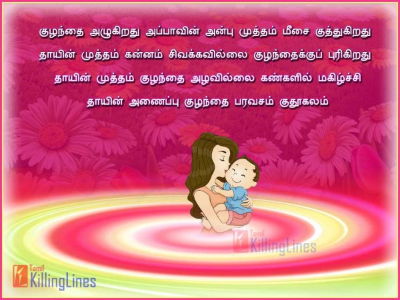 குழந்தை அழுகிறது அப்பாவின் அன்பு முத்தம் மீசை குத்துகிறது
தாயின் முத்தம் கன்னம் சிவக்கவில்லை குழந்தைக்குப் புரிகிறது
தாயின் முத்தம் குழந்தை அழவில்லை கண்களில் மகிழ்ச்சி
தாயின் அணைப்பு குழந்தை பரவசம் குதூகலம்
Tamil
KillingLines
Tamil
KillingLines